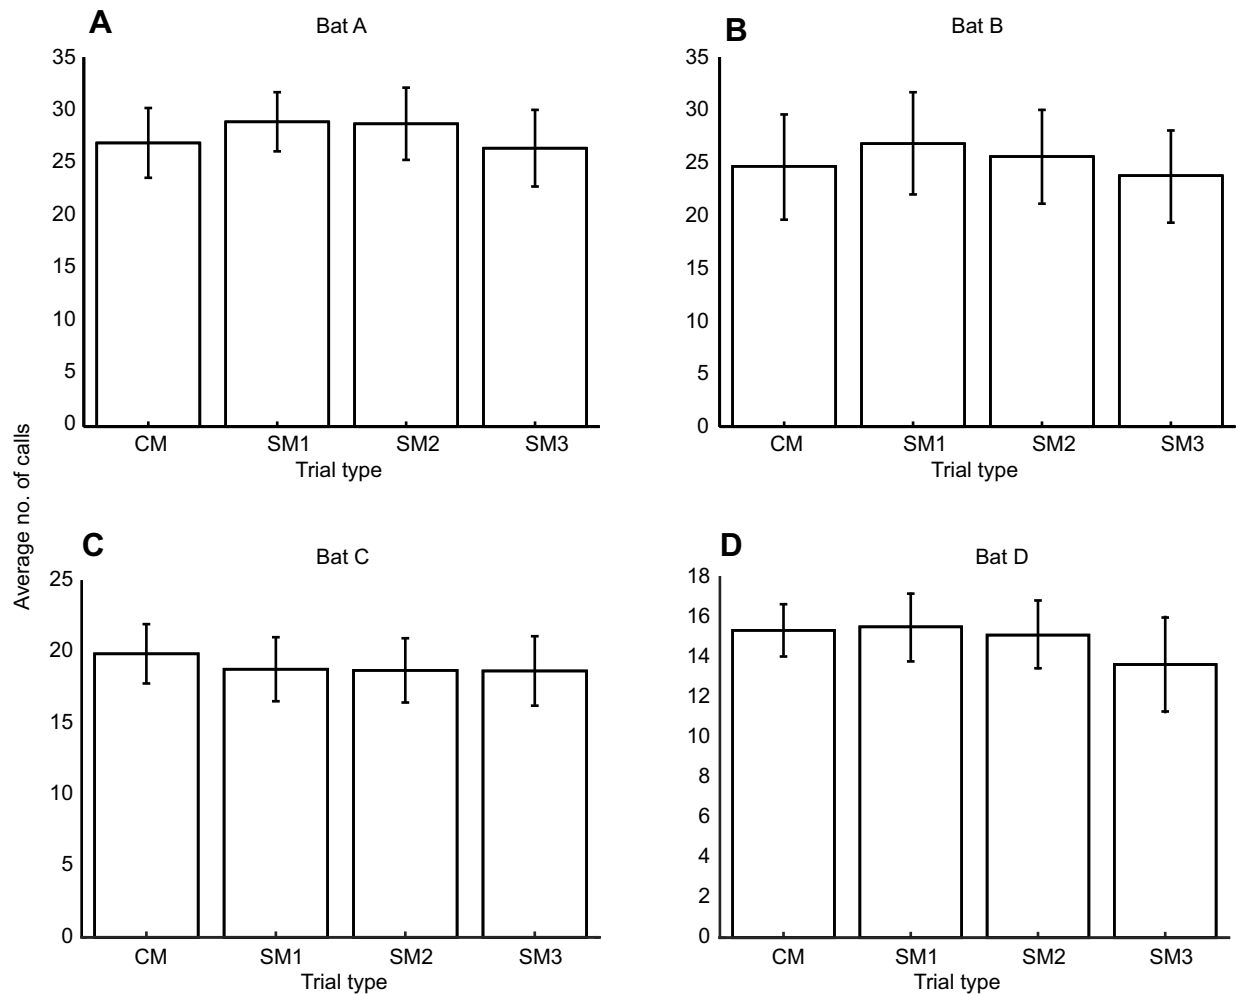 A
Bat A
35
30
25
20
15
10
5
0
CM SM1 SM2 SM3
Trial type
B
Bat B
35
30
25
20
15
10
5
0
CM SM1 SM2 SM3
Trial type
Average no. of calls
C
Bat C
25
20
15
10
5
0
CM SM1 SM2 SM3
Trial type
D
Bat D
18
16
14
12
10
8
6
4
2
0
CM SM1 SM2 SM3
Trial type